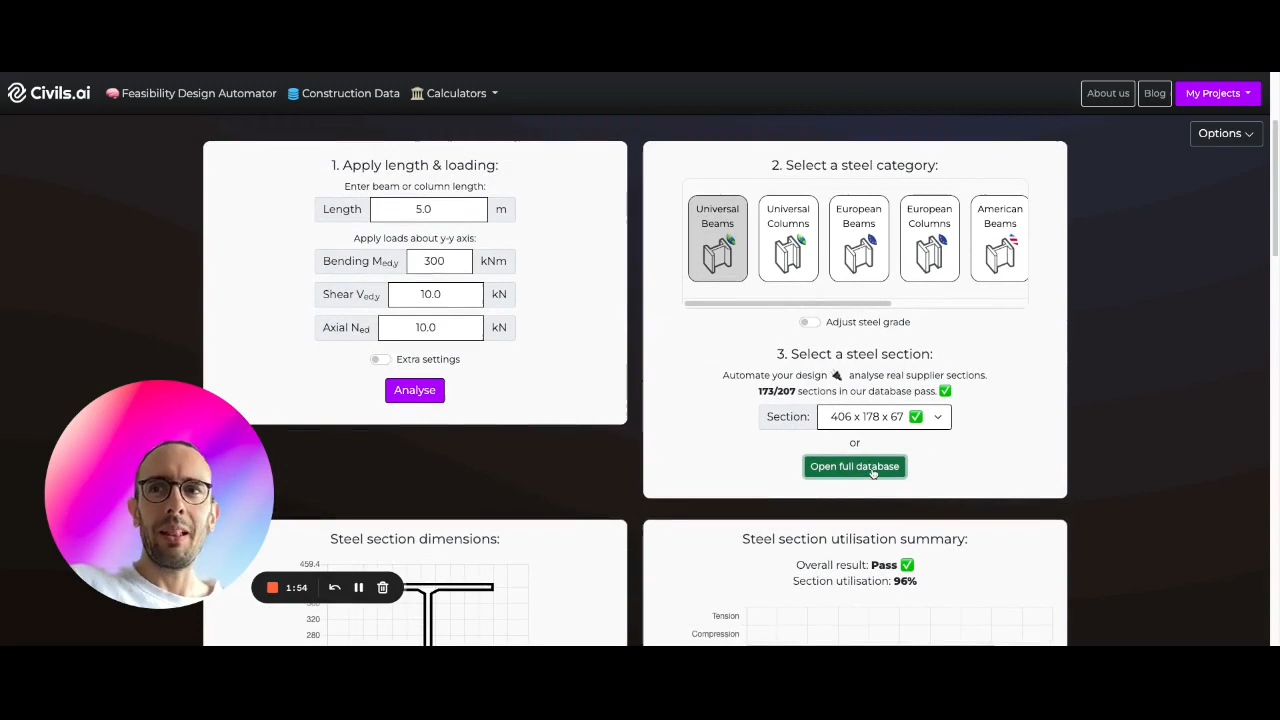 Civils.ai
Feasibility Design Automator
Construction Data
Calculators
About us
Blog
My Projects
Options
1. Apply length & loading:
Enter beam or column length:
Length 5.0 m
Apply loads about y-y axis:
Bending Med,y 300 kNm
Shear Ved,y 10.0 kN
Axial Ned 10.0 kN
Extra settings
Analyse
2. Select a steel category:
Universal
Beams
Universal
Columns
European
Beams
European
Columns
American
Beams
Adjust steel grade
3. Select a steel section:
Automate your design analyse real supplier sections.
173/207 sections in our database pass.
Section: 406 x 178 x 67
or
Open full database
Steel section dimensions:
459.4
320
280
Steel section utilisation summary:
Overall result: Pass
Section utilisation: 96%
Tension
Compression
1:54